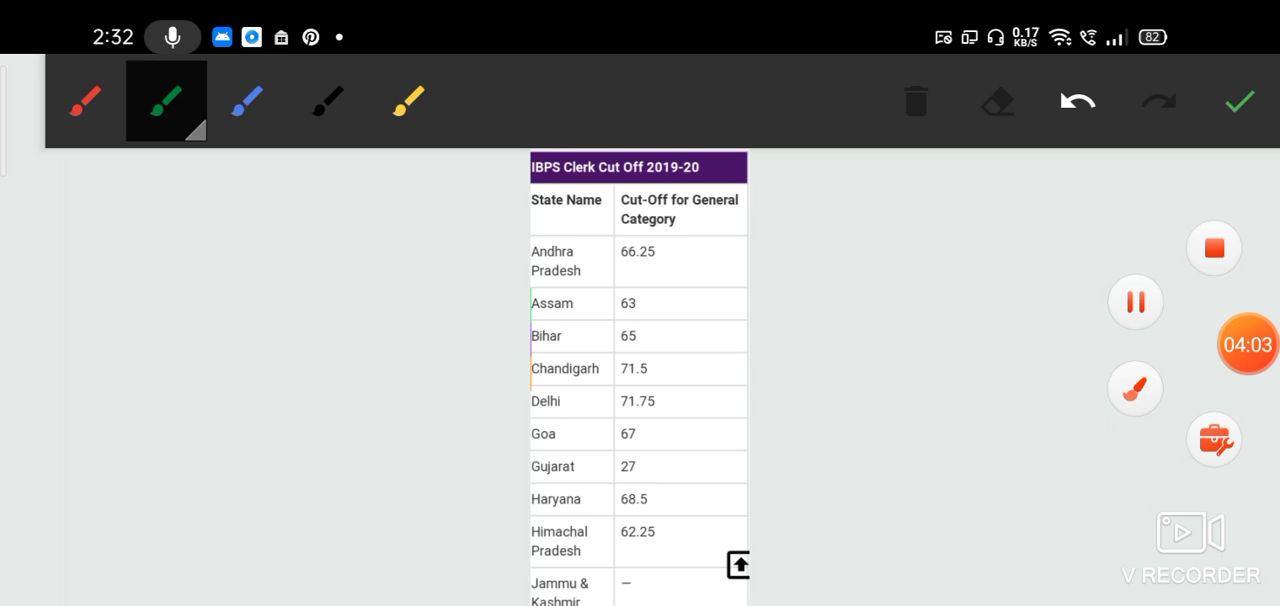 2:32
0.17
KB/S
82
IBPS Clerk Cut Off 2019-20
State Name Cut-Off for General
Category
Andhra 66.25
Pradesh
Assam 63
Bihar 65
Chandigarh 71.5
Delhi 71.75
Goa 67
Gujarat 27
Haryana 68.5
Himachal 62.25
Pradesh
Jammu & –
Kashmir
04:03
V RECORDER